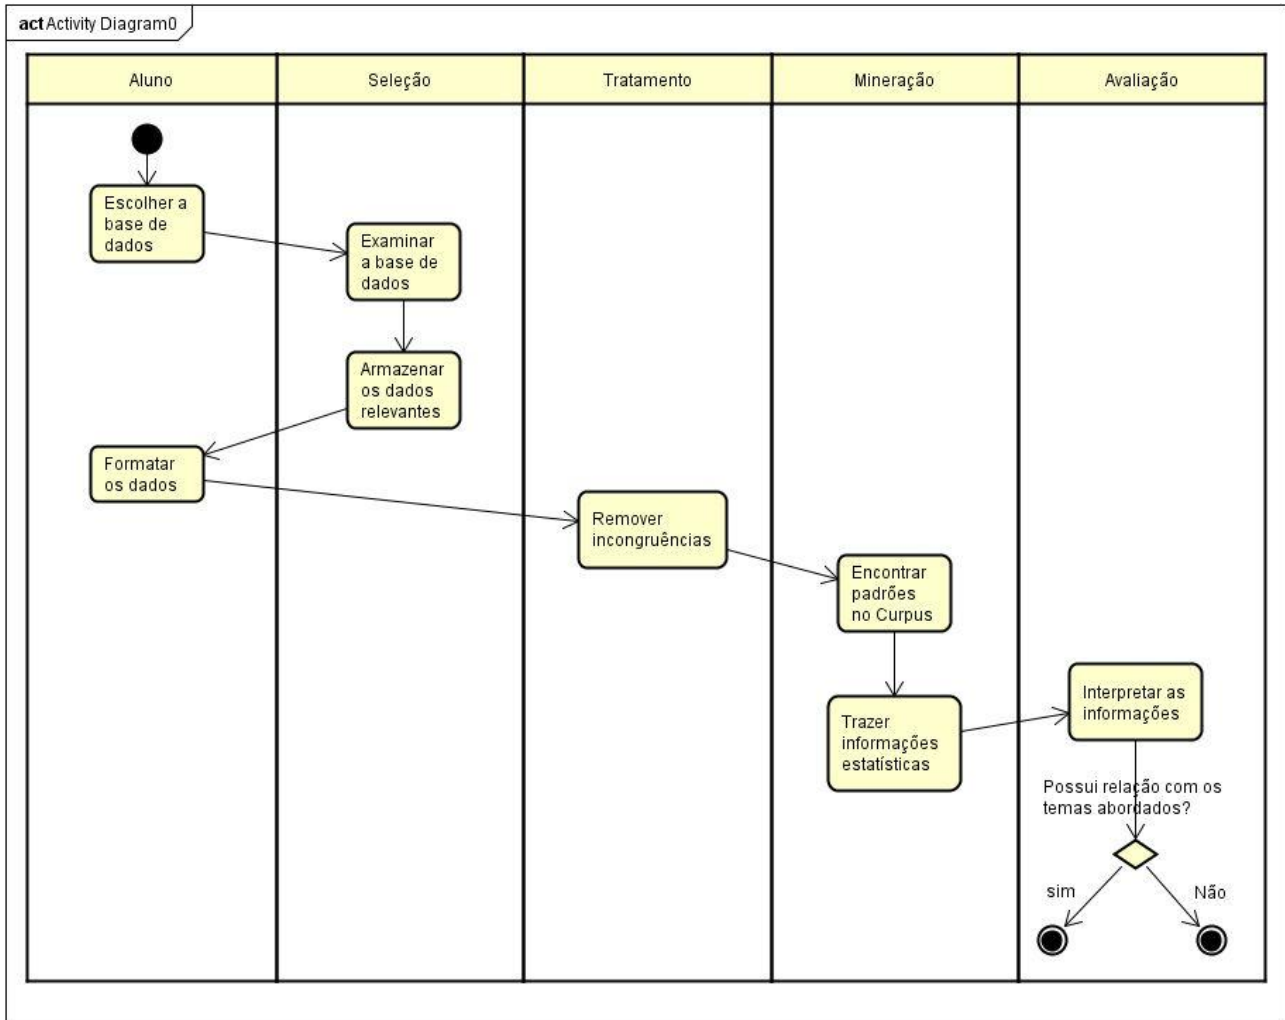 act Activity Diagram0
Aluno
Seleção
Tratamento
Mineração
Avaliação
Escolher a
base de
dados
Examinar
a base de
dados
Armazenar
os dados
relevantes
Formatar
os dados
Remover
incongruências
Encontrar
padrões
no Curpus
Trazer
informações
estatísticas
Interpretar as
informações
Possui relação com os
temas abordados?
sim
Não